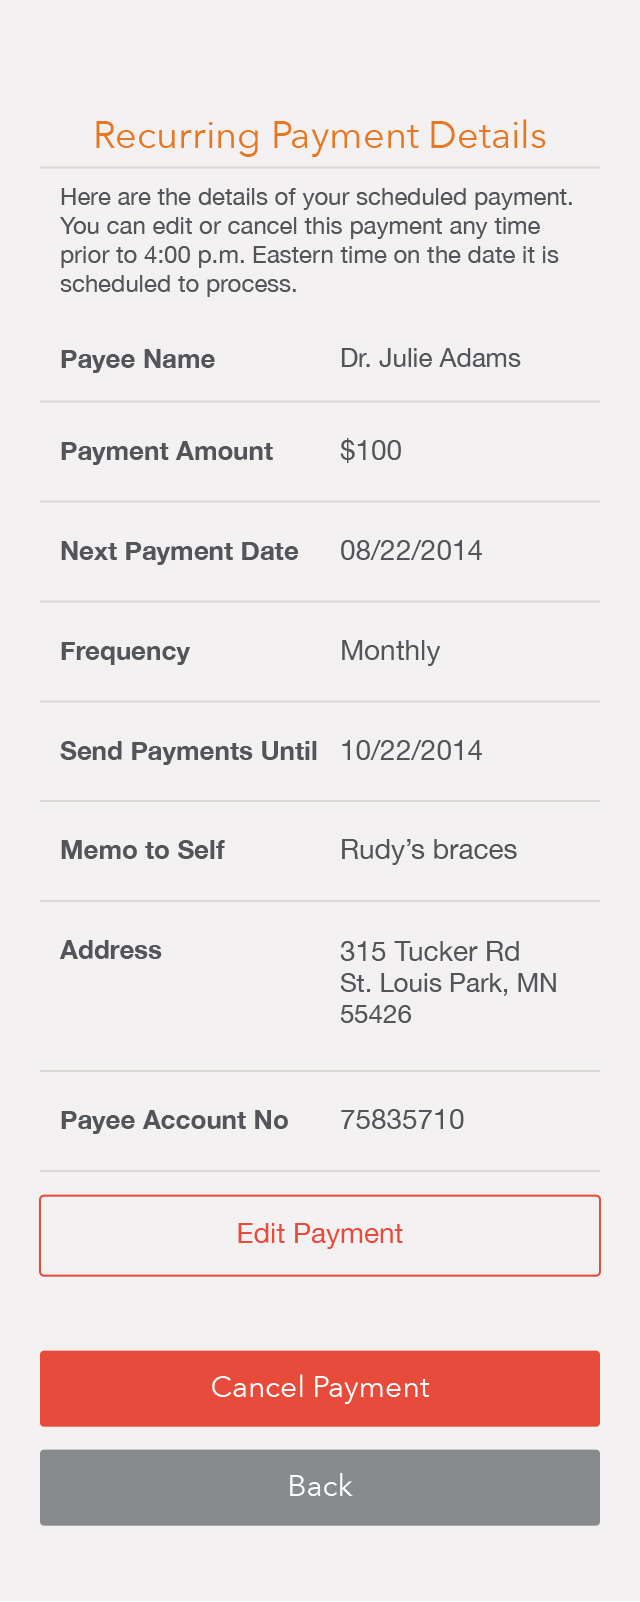 Recurring Payment Details
Here are the details of your scheduled payment.
You can edit or cancel this payment any time
prior to 4:00 p.m. Eastern time on the date it is
scheduled to process.
Payee Name Dr. Julie Adams
Payment Amount $100
Next Payment Date 08/22/2014
Frequency Monthly
Send Payments Until 10/22/2014
Memo to Self Rudy’s braces
Address 315 Tucker Rd
St. Louis Park, MN
55426
Payee Account No 75835710
Edit Payment
Cancel Payment
Back